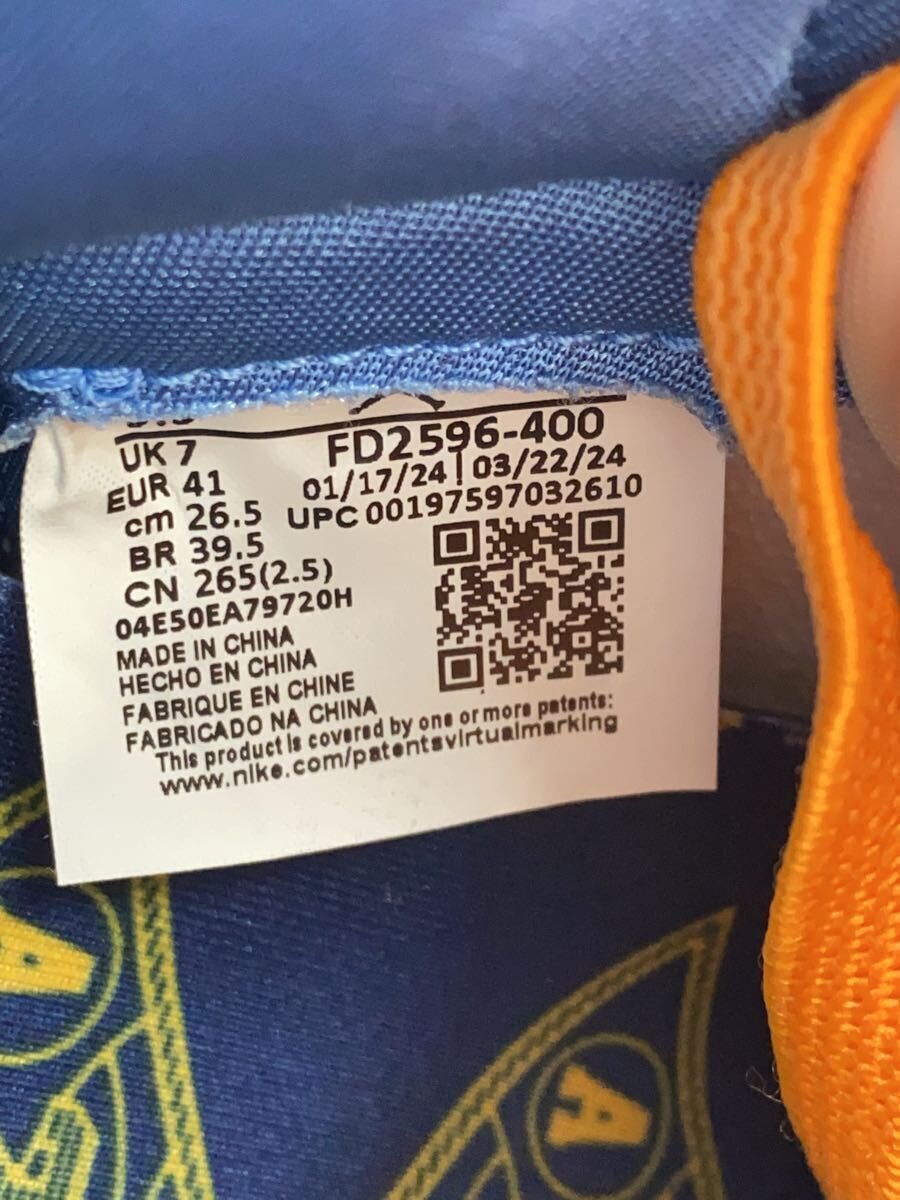 UK 7
EUR 41
cm 26.5
BR 39.5
CN 265(2.5)
04E50EA79720H
FD2596-400
01/17/24 | 03/22/24
UPC 00197597032610
MADE IN CHINA
HECHO EN CHINA
FABRIQUE EN CHINE
FABRICADO NA CHINA
This product is covered by one or more patents:
www.nike.com/patentsvirtualmarking
A
A